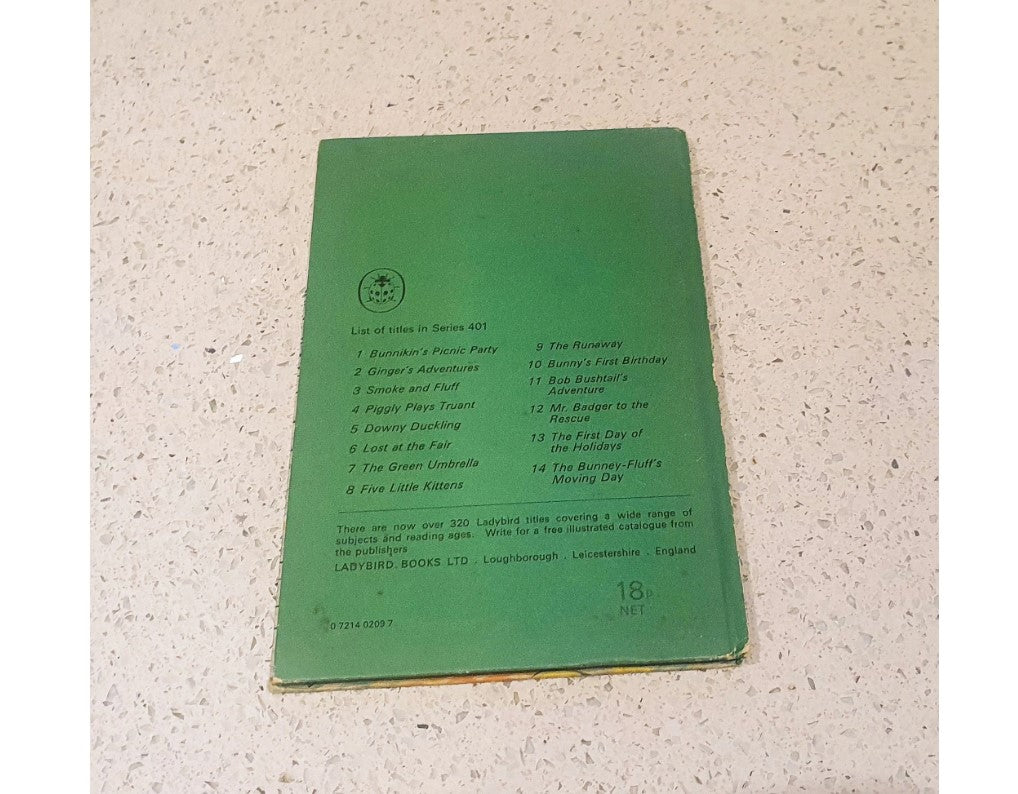 List of titles in Series 401
1 Bunnikin's Picnic Party
2 Ginger's Adventures
3 Smoke and Fluff
4 Piggly Plays Truant
5 Downy Duckling
6 Lost at the Fair
7 The Green Umbrella
8 Five Little Kittens
9 The Runaway
10 Bunny's First Birthday
11 Bob Bushtail's
Adventure
12 Mr. Badger to the
Rescue
13 The First Day of
the Holidays
14 The Bunney-Fluff's
Moving Day
There are now over 320 Ladybird titles covering a wide range of
subjects and reading ages. Write for a free illustrated catalogue from
the publishers
LADYBIRD BOOKS LTD . Loughborough . Leicestershire . England
18p
NET
0 7214 0209 7